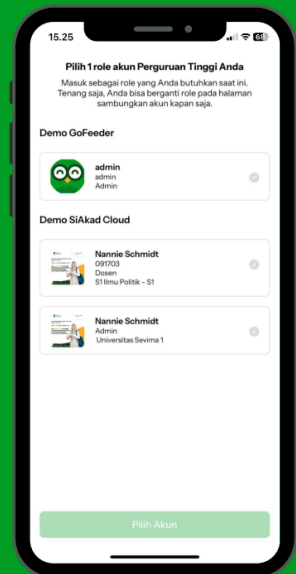 15.25
68
Pilih 1 role akun Perguruan Tinggi Anda
Masuk sebagai role yang Anda butuhkan saat ini.
Tenang saja, Anda bisa berganti role pada halaman
sambungkan akun kapan saja.
Demo GoFeeder
admin
admin
Admin
Demo SiAkad Cloud
Nannie Schmidt
091703
Dosen
S1 Ilmu Politik - S1
Nannie Schmidt
Admin
Universitas Sevima 1
Pilih Akun